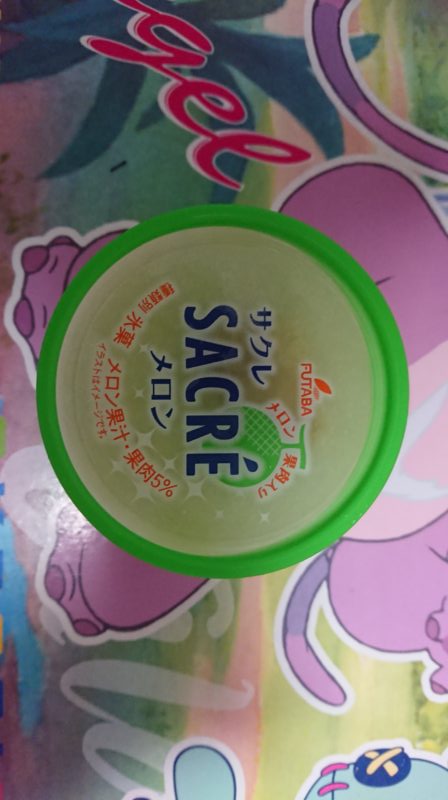 gel
FUTABA
メロン 果肉入り
サクレ
SACRÉ
メロン
種類別 氷菓
メロン果汁・果肉5%
イラストはイメージです。